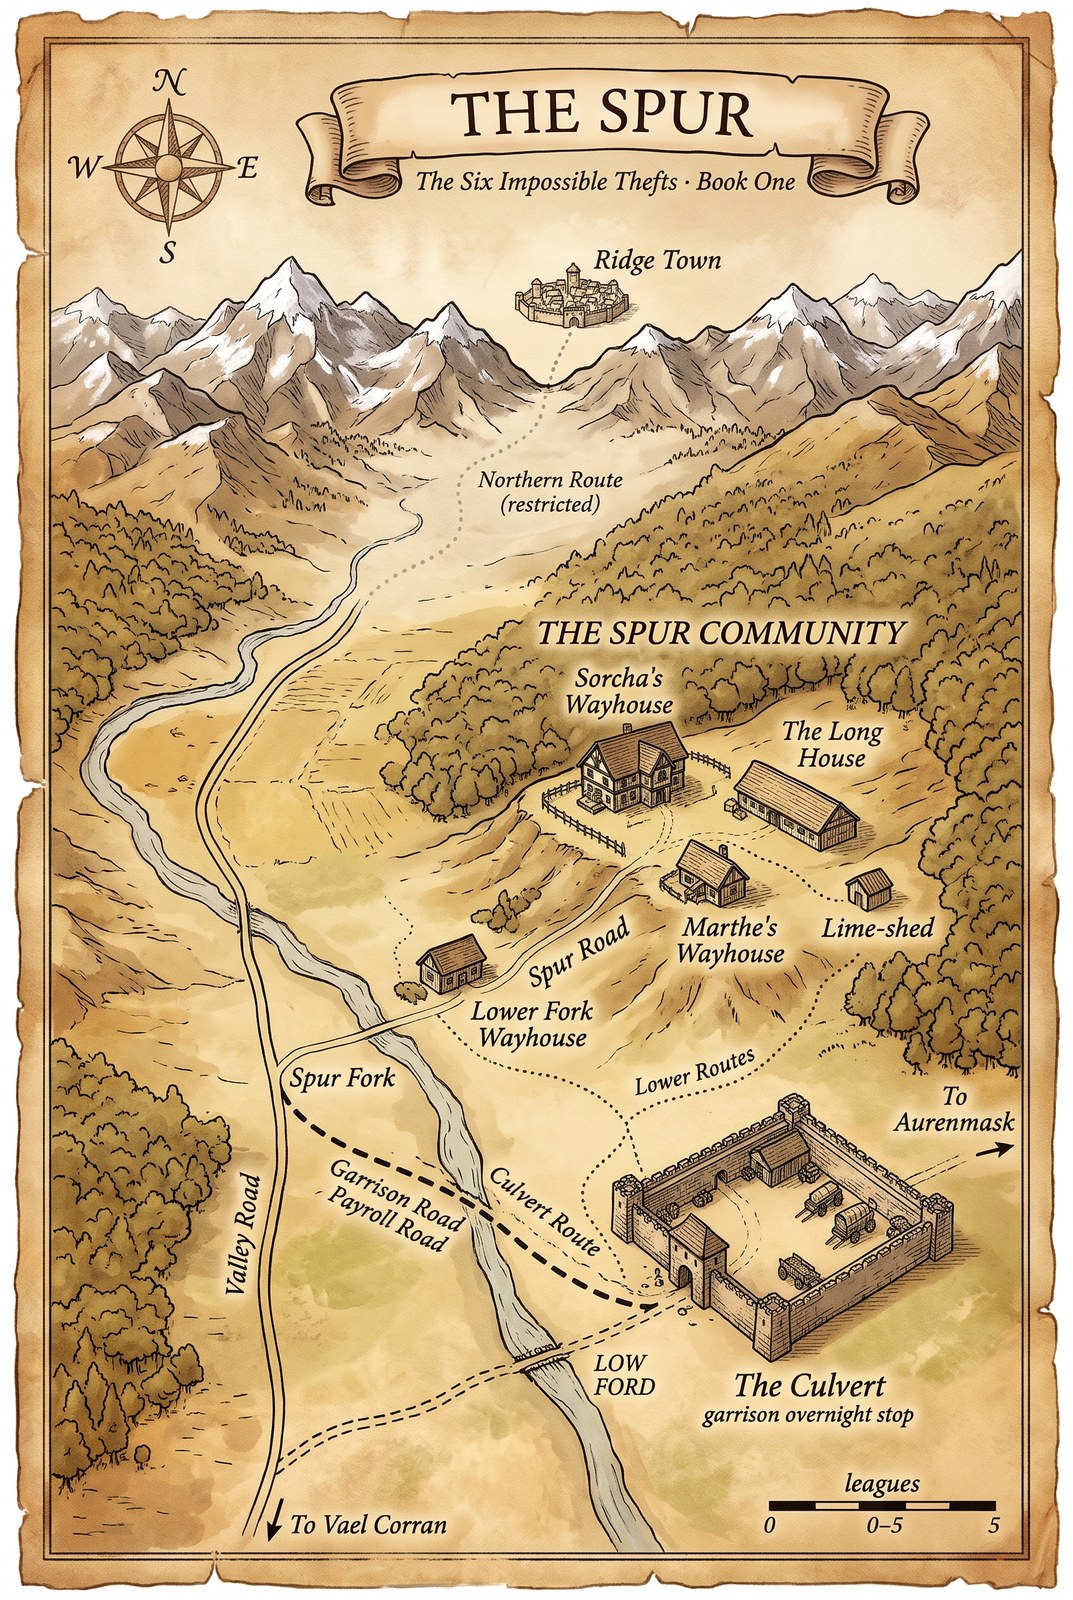 N
W
E
S
THE SPUR
The Six Impossible Thefts · Book One
Ridge Town
Northern Route
(restricted)
THE SPUR COMMUNITY
Sorcha's
Wayhouse
The Long
House
Marthe's
Wayhouse
Lime-shed
Spur Road
Lower Fork
Wayhouse
Spur Fork
Lower Routes
To
Aurenmask
Garrison Road
Payroll Road
Culvert Route
Valley Road
LOW
FORD
The Culvert
garrison overnight stop
To Vael Corran
leagues
0 0–5 5